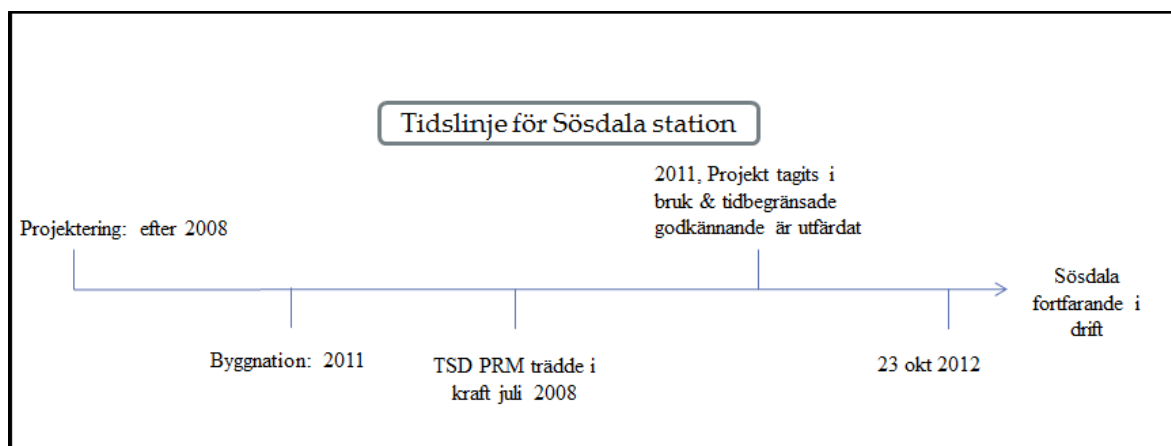 Tidslinje för Sösdala station
2011, Projekt tagits i
bruk & tidbegränsade
godkännande är utfärdat
Projektering: efter 2008
Sösdala
fortfarande i
drift
Byggnation: 2011
TSD PRM trädde i
kraft juli 2008
23 okt 2012